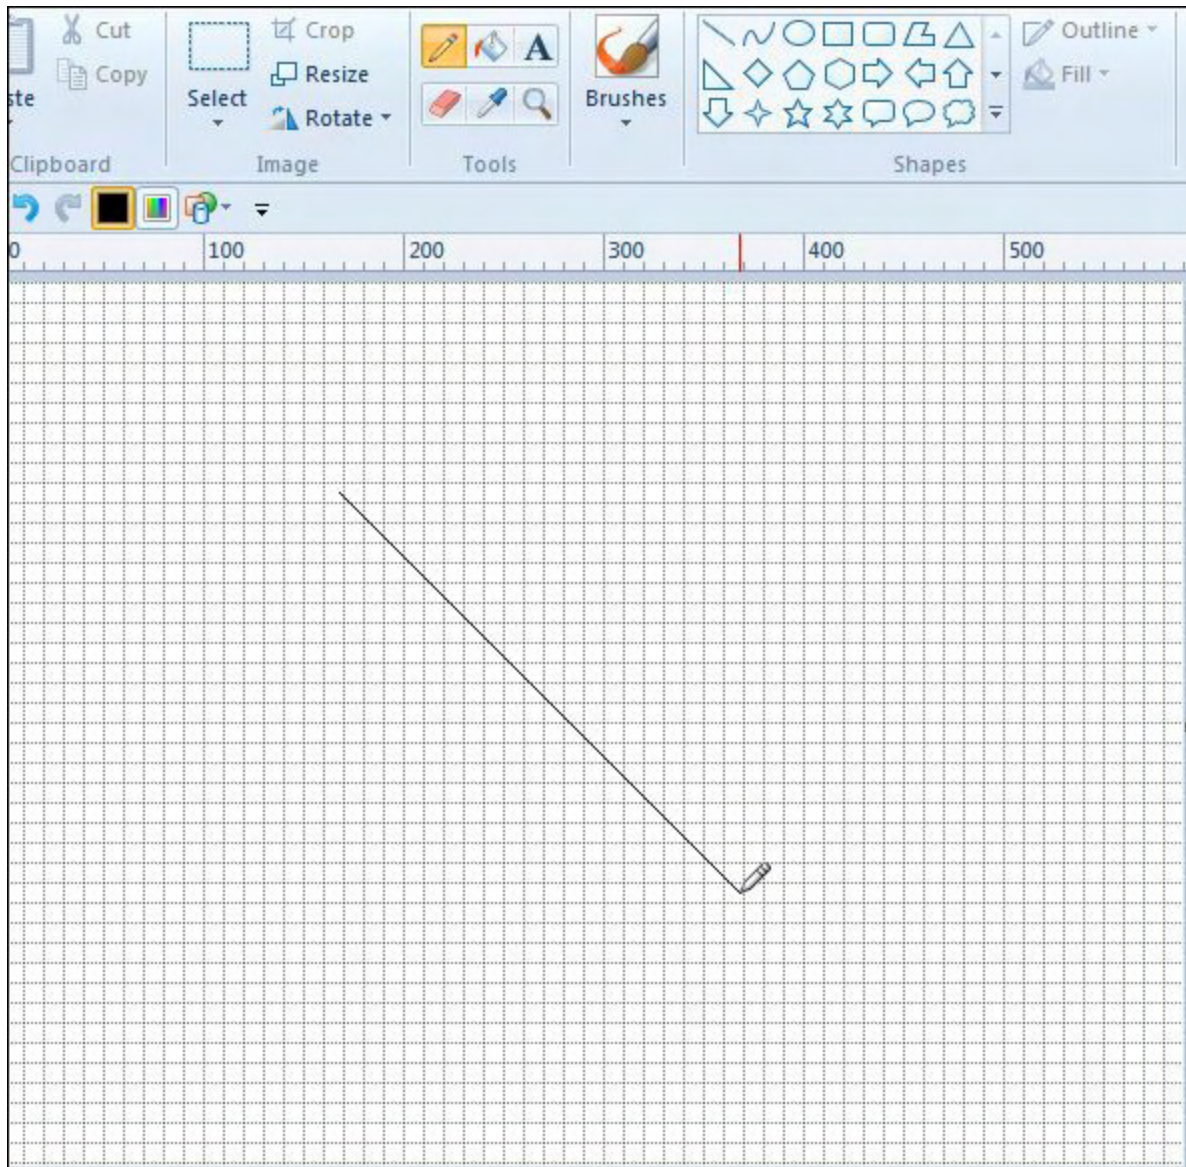 Cut
Crop
Outline
Copy
Resize
Fill
ste
Select
Rotate
Brushes
Clipboard
Image
Tools
Shapes
0 100 200 300 400 500